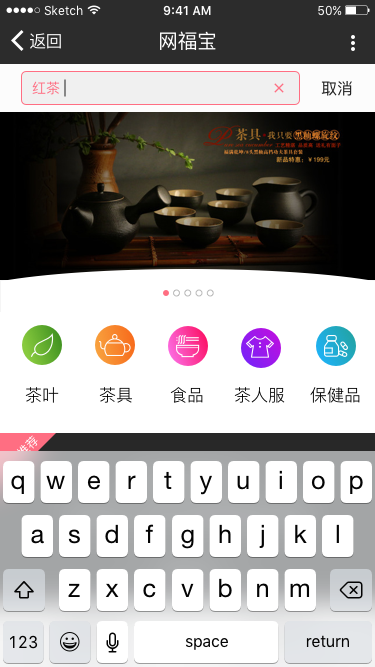 Sketch 9:41 AM 50%
返回 网福宝
红茶 取消
茶具 · 我只要黑釉螺旋纹
新品特惠：￥199元
茶叶 茶具 食品 茶人服 保健品
推荐
q w e r t y u i o p
a s d f g h j k l
z x c v b n m
123 space return